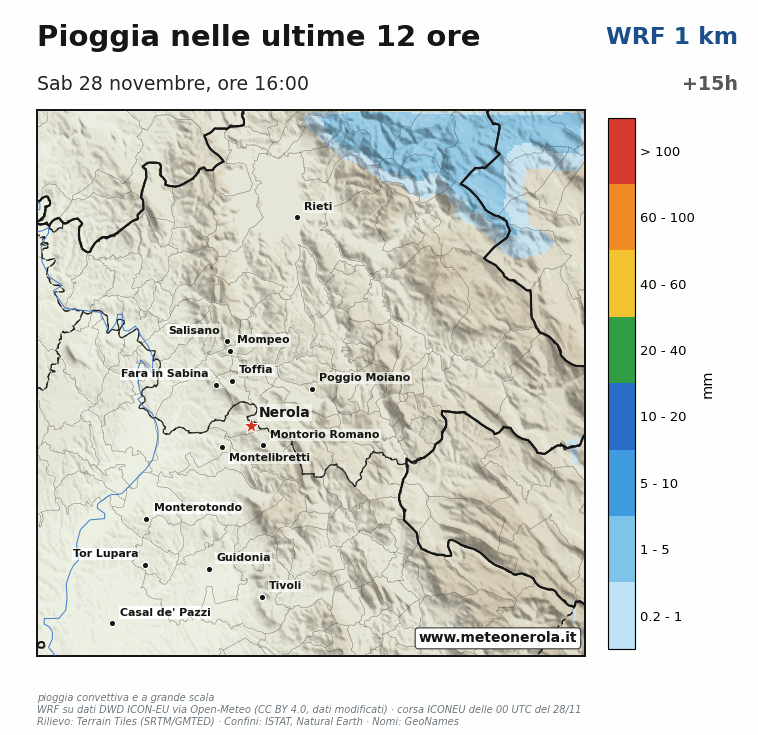 Pioggia nelle ultime 12 ore
WRF 1 km
Sab 28 novembre, ore 16:00
+15h
Rieti
Salisano
Mompeo
Fara in Sabina
Toffia
Poggio Moiano
Nerola
Montorio Romano
Montelibretti
Monterotondo
Tor Lupara
Guidonia
Tivoli
Casal de' Pazzi
www.meteonerola.it
> 100
60 - 100
40 - 60
20 - 40
10 - 20
5 - 10
1 - 5
0.2 - 1
mm
pioggia convettiva e a grande scala
WRF su dati DWD ICON-EU via Open-Meteo (CC BY 4.0, dati modificati) · corsa ICONEU delle 00 UTC del 28/11
Rilievo: Terrain Tiles (SRTM/GMTED) · Confini: ISTAT, Natural Earth · Nomi: GeoNames